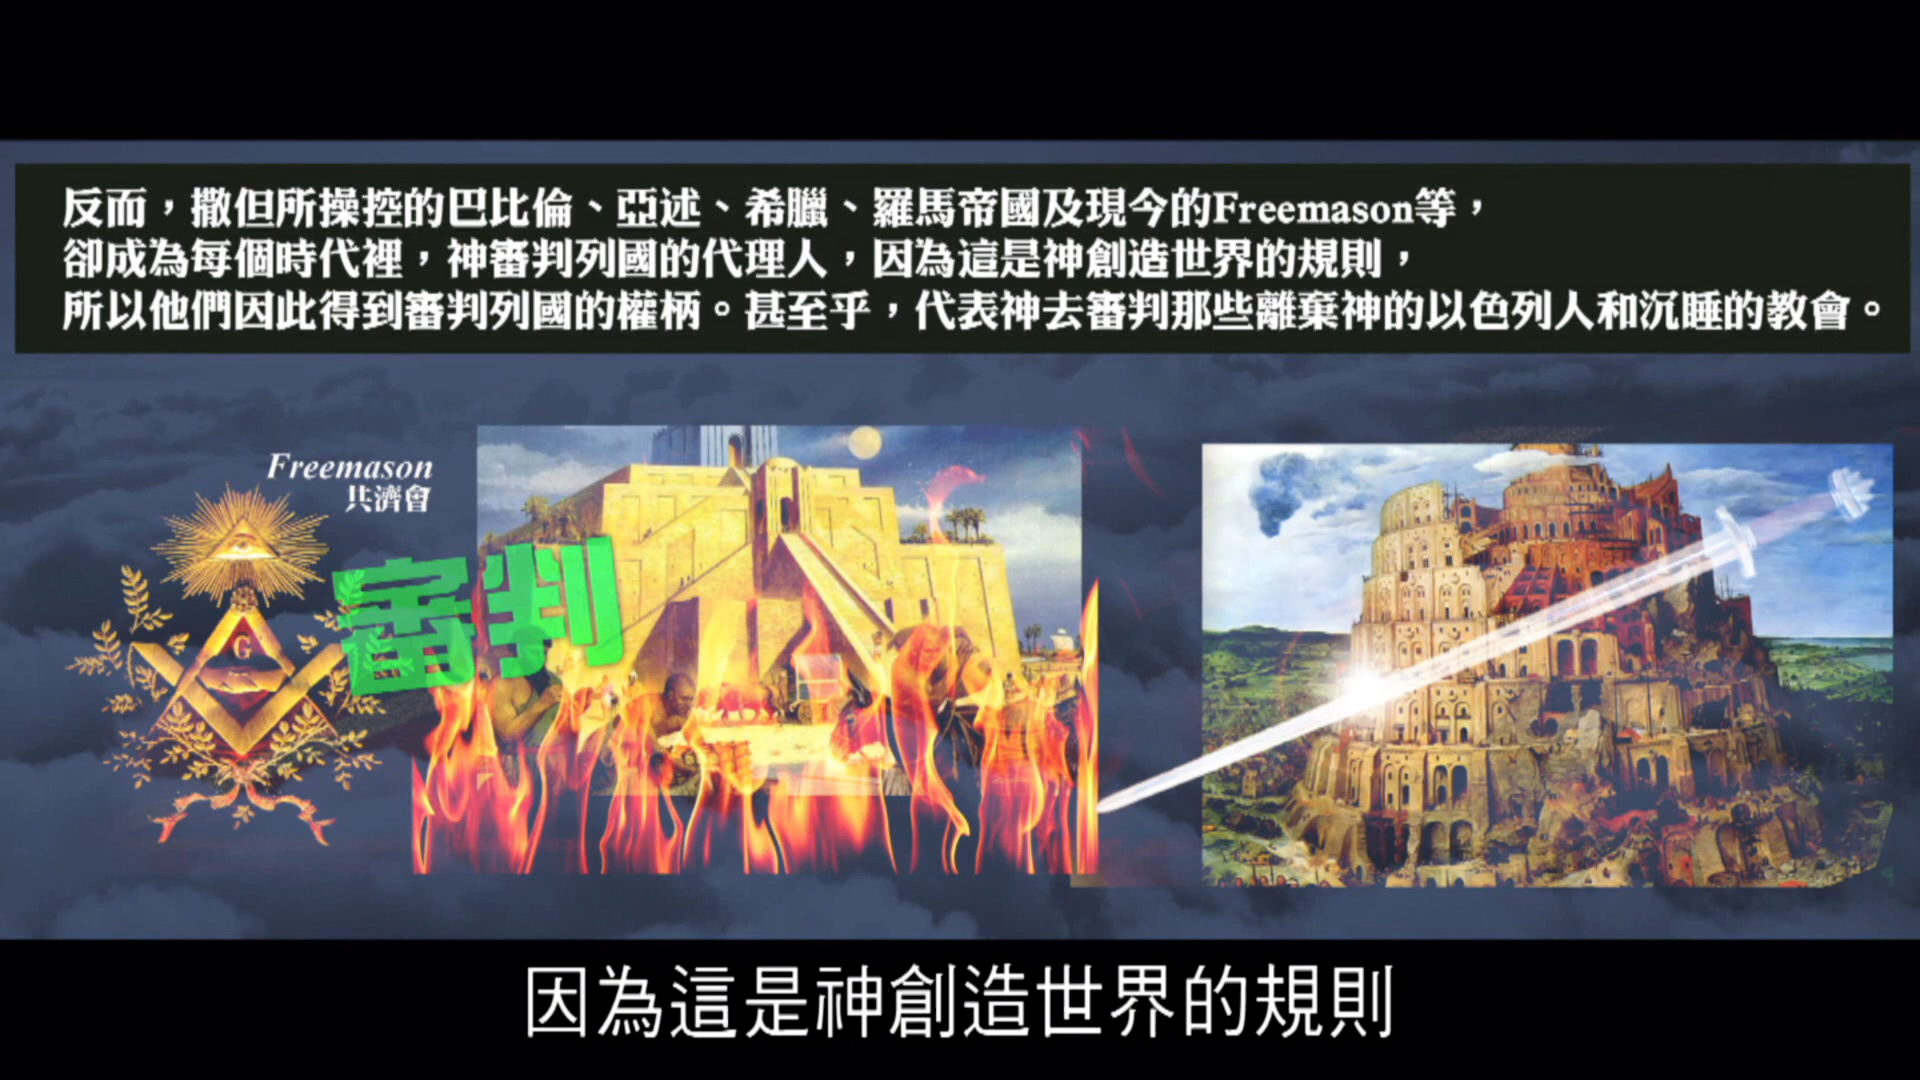 反而，撒但所操控的巴比倫、亞述、希臘、羅馬帝國及現今的Freemason等，
卻成為每個時代裡，神審判列國的代理人，因為這是神創造世界的規則，
所以他們因此得到審判列國的權柄。甚至乎，代表神去審判那些離棄神的以色列人和沉睡的教會。
Freemason
共濟會
審判
G
因為這是神創造世界的規則